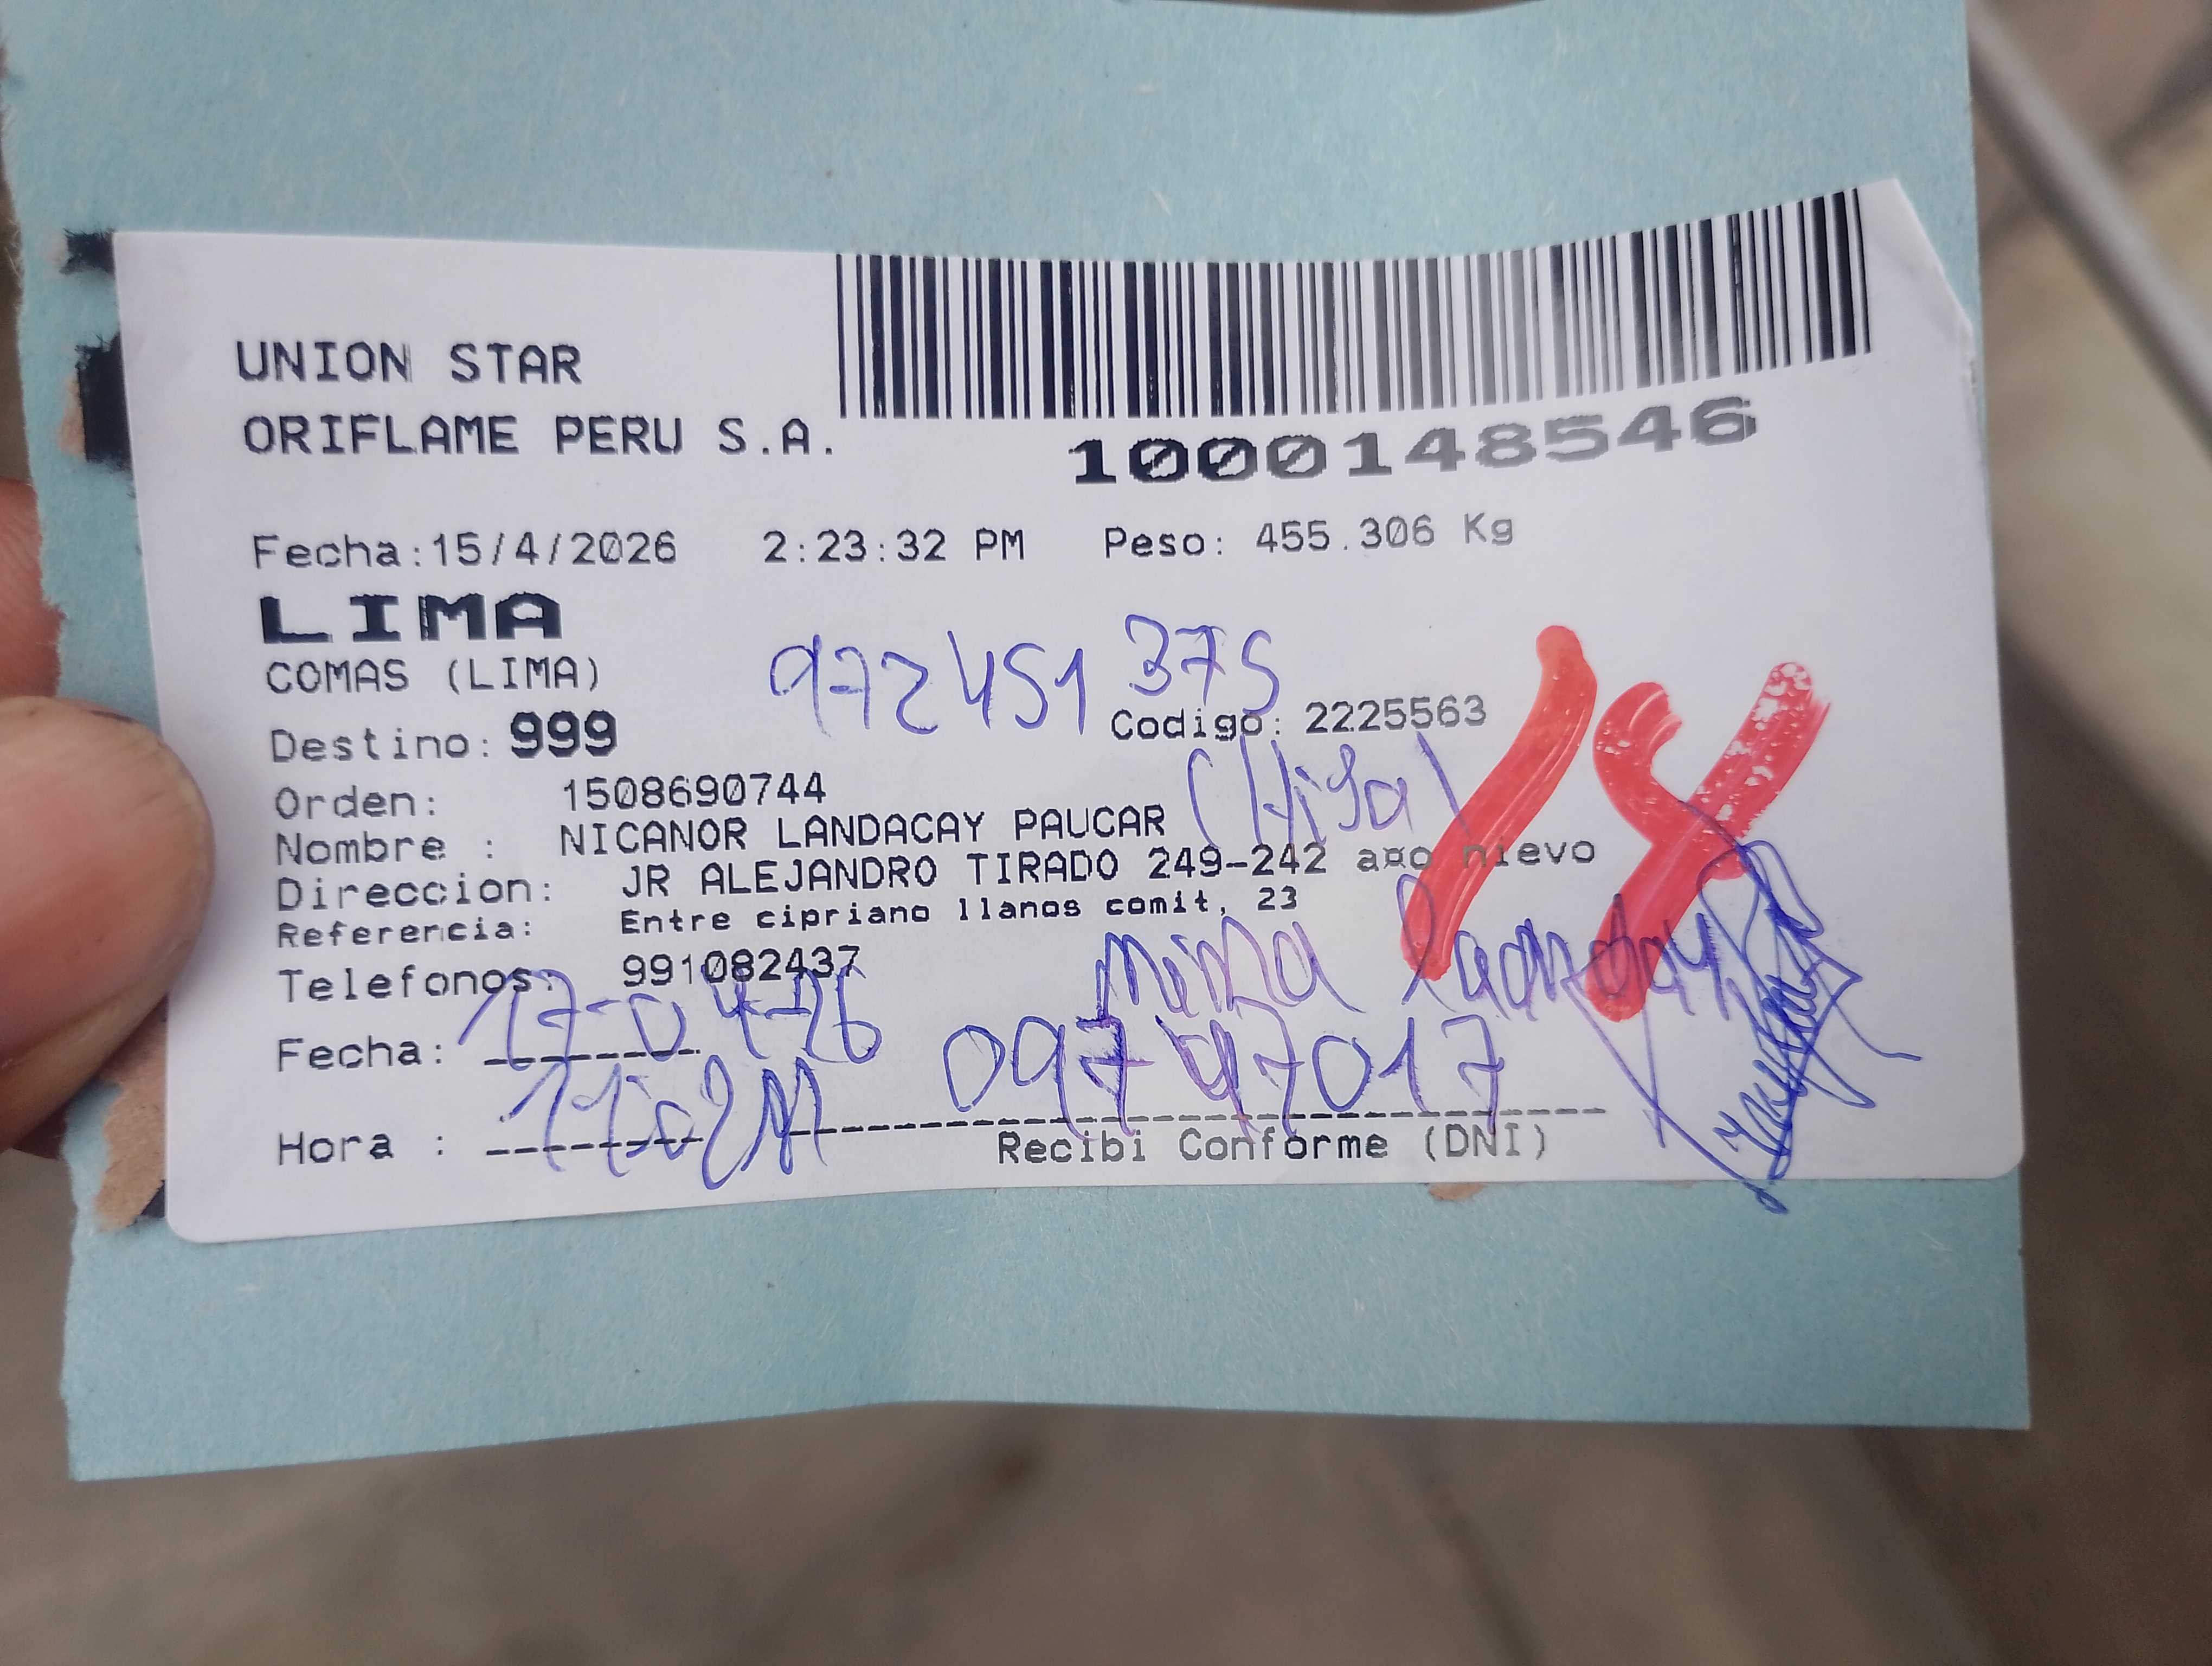 UNION STAR
ORIFLAME PERU S.A.
1000148546
Fecha:15/4/2026 2:23:32 PM Peso: 455.306 Kg
LIMA
COMAS (LIMA)
972451375
Destino: 999 Codigo: 2225563
Orden: 1508690744
Nombre : NICANOR LANDACAY PAUCAR (Hija)
Direccion: JR ALEJANDRO TIRADO 249-242 a¤o nievo
Referencia: Entre cipriano llanos comit, 23
Telefonos: 991082437
Fecha: 17-04-26
09797017
Hora :
Recibi Conforme (DNI)